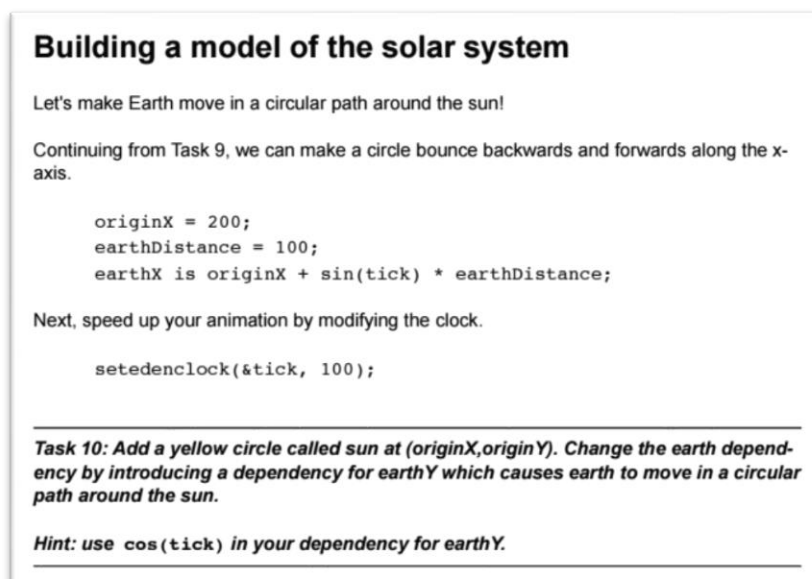 Building a model of the solar system
Let's make Earth move in a circular path around the sun!
Continuing from Task 9, we can make a circle bounce backwards and forwards along the x-
axis.
originX = 200;
earthDistance = 100;
earthX is originX + sin(tick) * earthDistance;
Next, speed up your animation by modifying the clock.
setedenclock(&tick, 100);
Task 10: Add a yellow circle called sun at (originX,originY). Change the earth depend-
ency by introducing a dependency for earthY which causes earth to move in a circular
path around the sun.
Hint: use cos(tick) in your dependency for earthY.